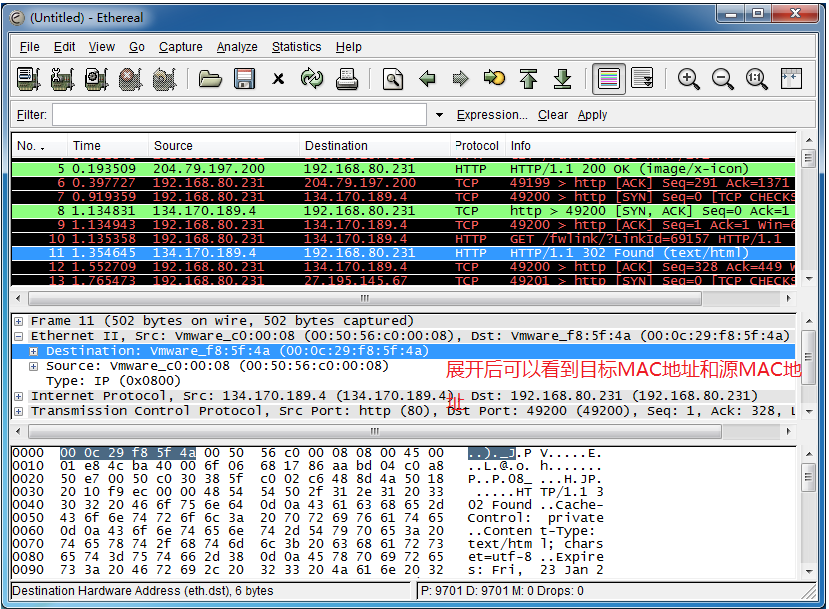 (Untitled) - Ethereal
File Edit View Go Capture Analyze Statistics Help
Filter: Expression... Clear Apply
No. . Time Source Destination Protocol Info
5 0.193509 204.79.197.200 192.168.80.231 HTTP HTTP/1.1 200 OK (image/x-icon)
6 0.397727 192.168.80.231 204.79.197.200 TCP 49199 > http [ACK] Seq=291 Ack=1371
7 0.919359 192.168.80.231 134.170.189.4 TCP 49200 > http [SYN] Seq=0 [TCP CHECKS
8 1.134831 134.170.189.4 192.168.80.231 TCP http > 49200 [SYN, ACK] Seq=0 Ack=1
9 1.134943 192.168.80.231 134.170.189.4 TCP 49200 > http [ACK] Seq=1 Ack=1 Win=6
10 1.135358 192.168.80.231 134.170.189.4 HTTP GET /fwlink/?LinkId=69157 HTTP/1.1
11 1.354645 134.170.189.4 192.168.80.231 HTTP HTTP/1.1 302 Found (text/html)
12 1.552709 192.168.80.231 134.170.189.4 TCP 49200 > http [ACK] Seq=328 Ack=449 W
13 1.765473 192.168.80.231 27.195.145.67 TCP 49201 > http [SYN] Seq=0 [TCP CHECKS
Frame 11 (502 bytes on wire, 502 bytes captured)
Ethernet II, Src: Vmware_c0:00:08 (00:50:56:c0:00:08), Dst: Vmware_f8:5f:4a (00:0c:29:f8:5f:4a)
Destination: Vmware_f8:5f:4a (00:0c:29:f8:5f:4a)
Source: Vmware_c0:00:08 (00:50:56:c0:00:08)
展开后可以看到目标MAC地址和源MAC地
址
Type: IP (0x0800)
Internet Protocol, Src: 134.170.189.4 (134.170.189.4), Dst: 192.168.80.231 (192.168.80.231)
Transmission Control Protocol, Src Port: http (80), Dst Port: 49200 (49200), Seq: 1, Ack: 328, L
0000 00 0c 29 f8 5f 4a 00 50 56 c0 00 08 08 00 45 00 ..)._J.P V.....E.
0010 01 e8 4c ba 40 00 6f 06 68 17 86 aa bd 04 c0 a8 ..L.@.o. h.......
0020 50 e7 00 50 c0 30 38 5f c0 02 c6 48 8d 4a 50 18 P..P.08_ ...H.JP.
0030 20 10 f9 ec 00 00 48 54 54 50 2f 31 2e 31 20 33 .....HT TP/1.1 3
0040 30 32 20 46 6f 75 6e 64 0d 0a 43 61 63 68 65 2d 02 Found ..Cache-
0050 43 6f 6e 74 72 6f 6c 3a 20 70 72 69 76 61 74 65 Control: private
0060 0d 0a 43 6f 6e 74 65 6e 74 2d 54 79 70 65 3a 20 ..Conten t-Type:
0070 74 65 78 74 2f 68 74 6d 6c 3b 20 63 68 61 72 73 text/htm l; chars
0080 65 74 3d 75 74 66 2d 38 0d 0a 45 78 70 69 72 65 et=utf-8 ..Expire
0090 73 3a 20 46 72 69 2c 20 32 33 20 4a 61 6e 20 32 s: Fri, 23 Jan 2
Destination Hardware Address (eth.dst), 6 bytes P: 9701 D: 9701 M: 0 Drops: 0